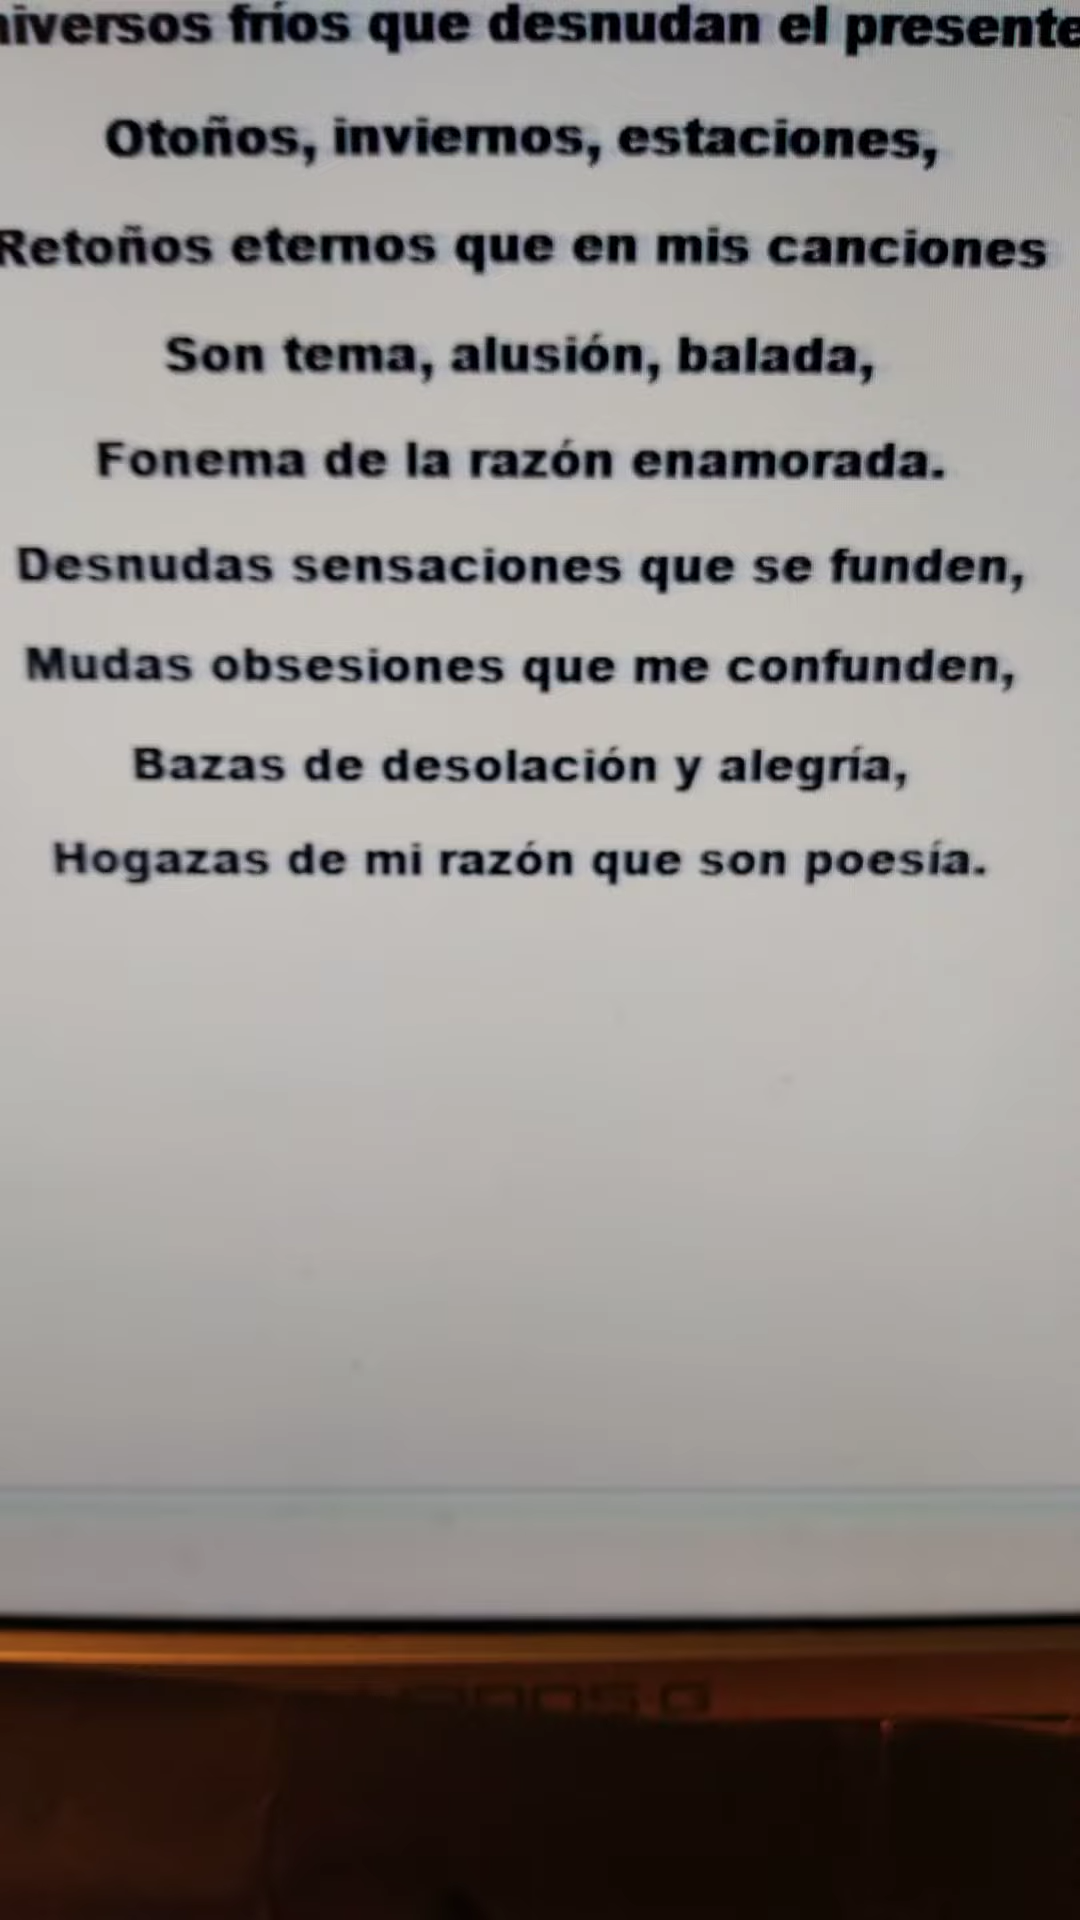 niversos fríos que desnudan el presente
Otoños, inviernos, estaciones,
Retoños eternos que en mis canciones
Son tema, alusión, balada,
Fonema de la razón enamorada.
Desnudas sensaciones que se funden,
Mudas obsesiones que me confunden,
Bazas de desolación y alegría,
Hogazas de mi razón que son poesía.